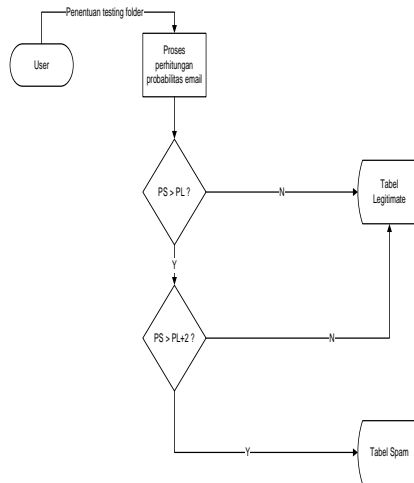 Penentuan testing folder
User
Proses
perhitungan
probabilitas email
PS > PL ?
N
Tabel
Legitimate
Y
PS > PL+2 ?
N
Y
Tabel Spam